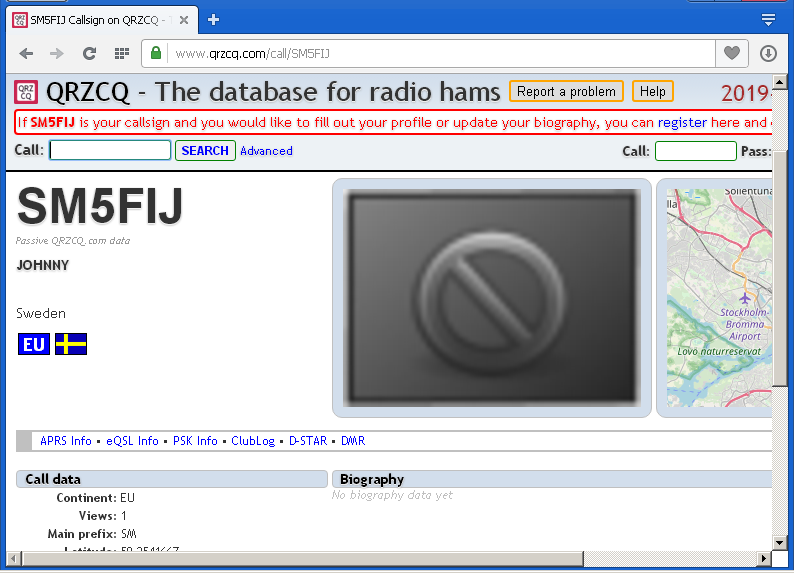 SM5FIJ Callsign on QRZCQ - T
www.qrzcq.com/call/SM5FIJ
QRZ CQ
QRZCQ - The database for radio hams
Report a problem
Help
2019-
If SM5FIJ is your callsign and you would like to fill out your profile or update your biography, you can register here and
Call:
SEARCH
Advanced
Call:
Pass:
SM5FIJ
Passive QRZCQ.com data
JOHNNY
Sweden
EU
Sollentuna
Stockholm-
Bromma
Airport
Lovö naturreservat
APRS Info • eQSL Info • PSK Info • ClubLog • D-STAR • DMR
Call data
Biography
Continent: EU
No biography data yet
Views: 1
Main prefix: SM
Latitude: 59.2541667